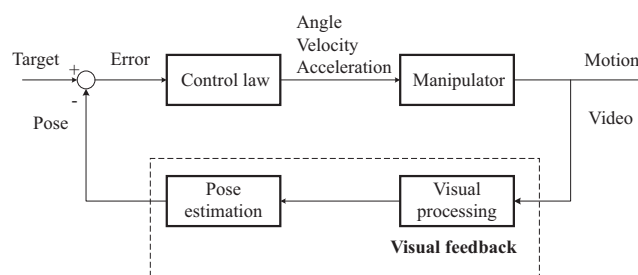 Angle
Velocity
Acceleration
Target
+
Error
Control law
Manipulator
Motion
-
Pose
Video
Pose
estimation
Visual
processing
Visual feedback